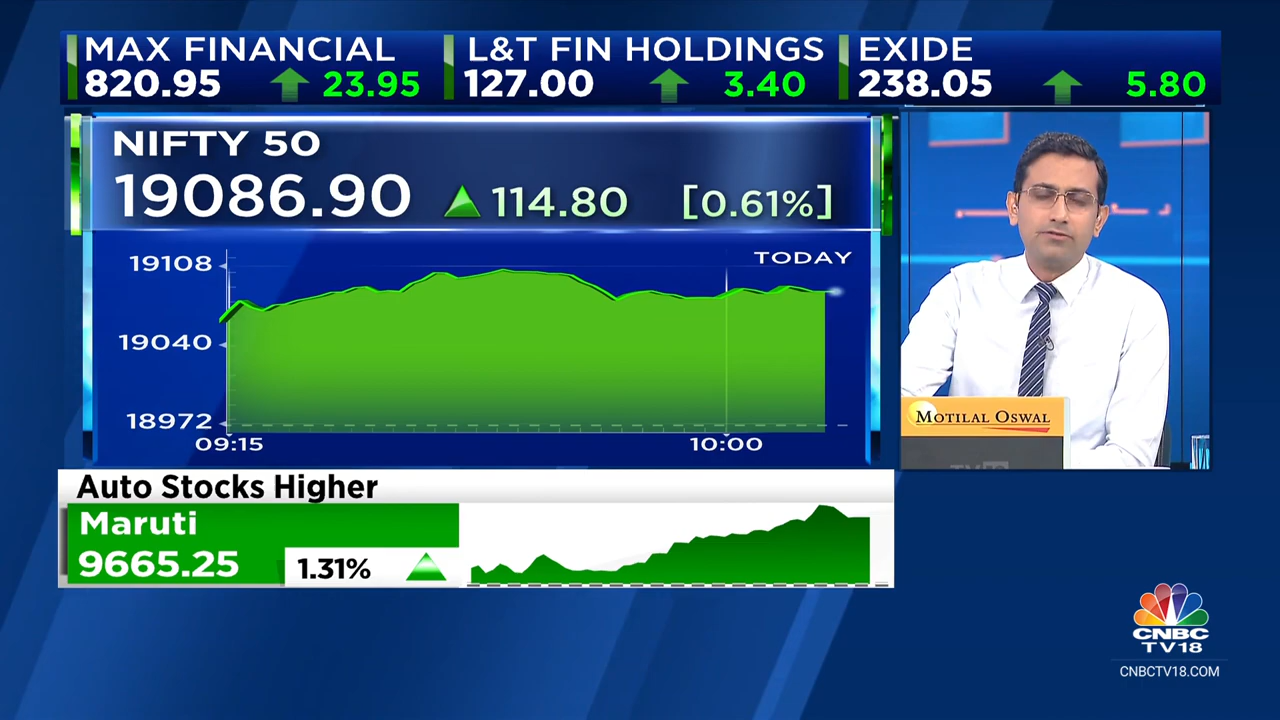 MAX FINANCIAL
820.95 23.95
L&T FIN HOLDINGS
127.00 3.40
EXIDE
238.05 5.80
NIFTY 50
19086.90 114.80 [0.61%]
TODAY
19108
19040
18972
09:15 10:00
MOTILAL OSWAL
TV18
Auto Stocks Higher
Maruti
9665.25 1.31%
CNBC
TV18
CNBCTV18.COM